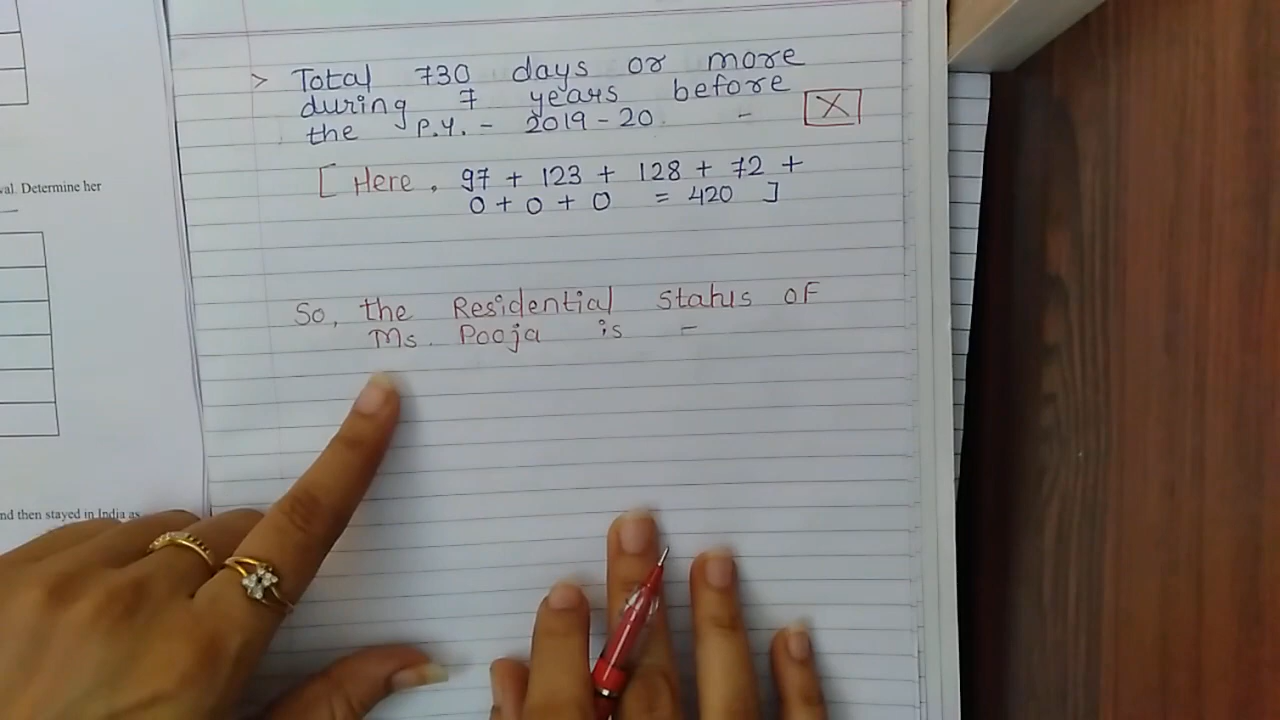 > Total 730 days or more
during 7 years before
the P.Y. - 2019-20. - X
[ Here, 97 + 123 + 128 + 72 +
0 + 0 + 0 = 420 ]
So, the Residential status of
Ms. Pooja is -
val. Determine her
nd then stayed in India as